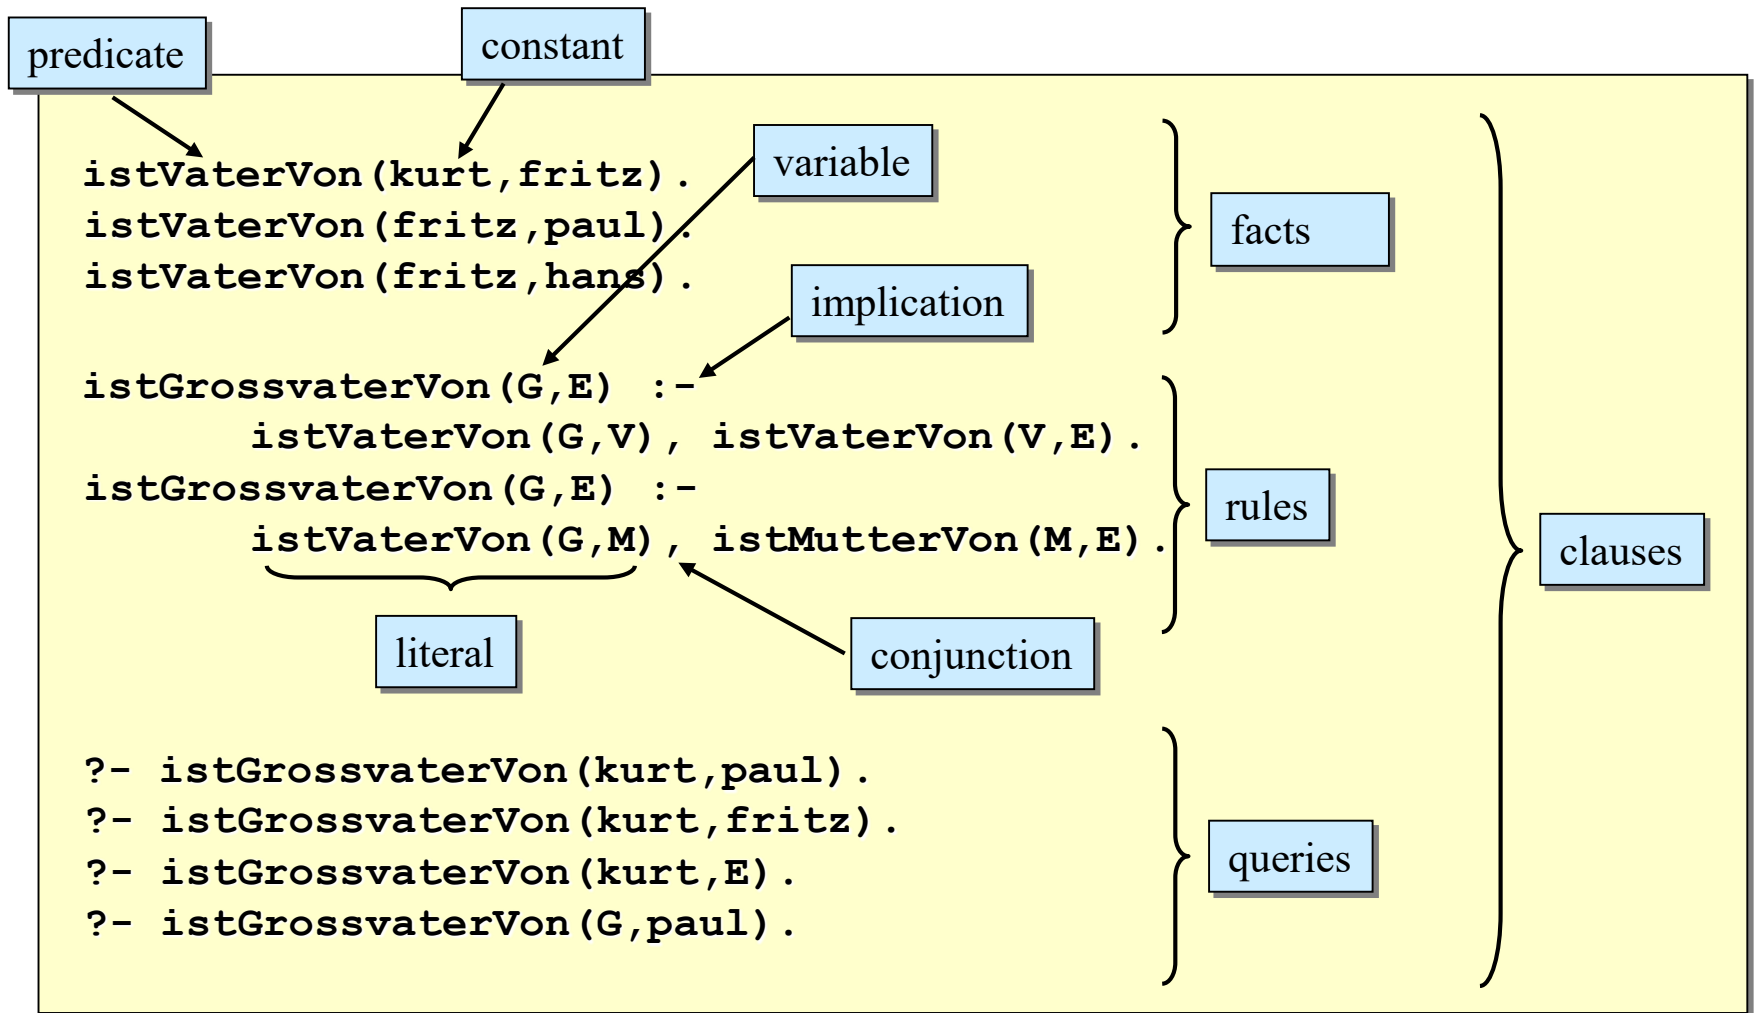 predicate
constant
variable
istVaterVon(kurt,fritz).
istVaterVon(fritz,paul).
facts
istVaterVon(fritz,hans).
implication
istGrossvaterVon(G,E) :-
istVaterVon(G,V), istVaterVon(V,E).
istGrossvaterVon(G,E) :-
rules
istVaterVon(G,M), istMutterVon(M,E).
clauses
literal
conjunction
?- istGrossvaterVon(kurt,paul).
?- istGrossvaterVon(kurt,fritz).
?- istGrossvaterVon(kurt,E).
queries
?- istGrossvaterVon(G,paul).